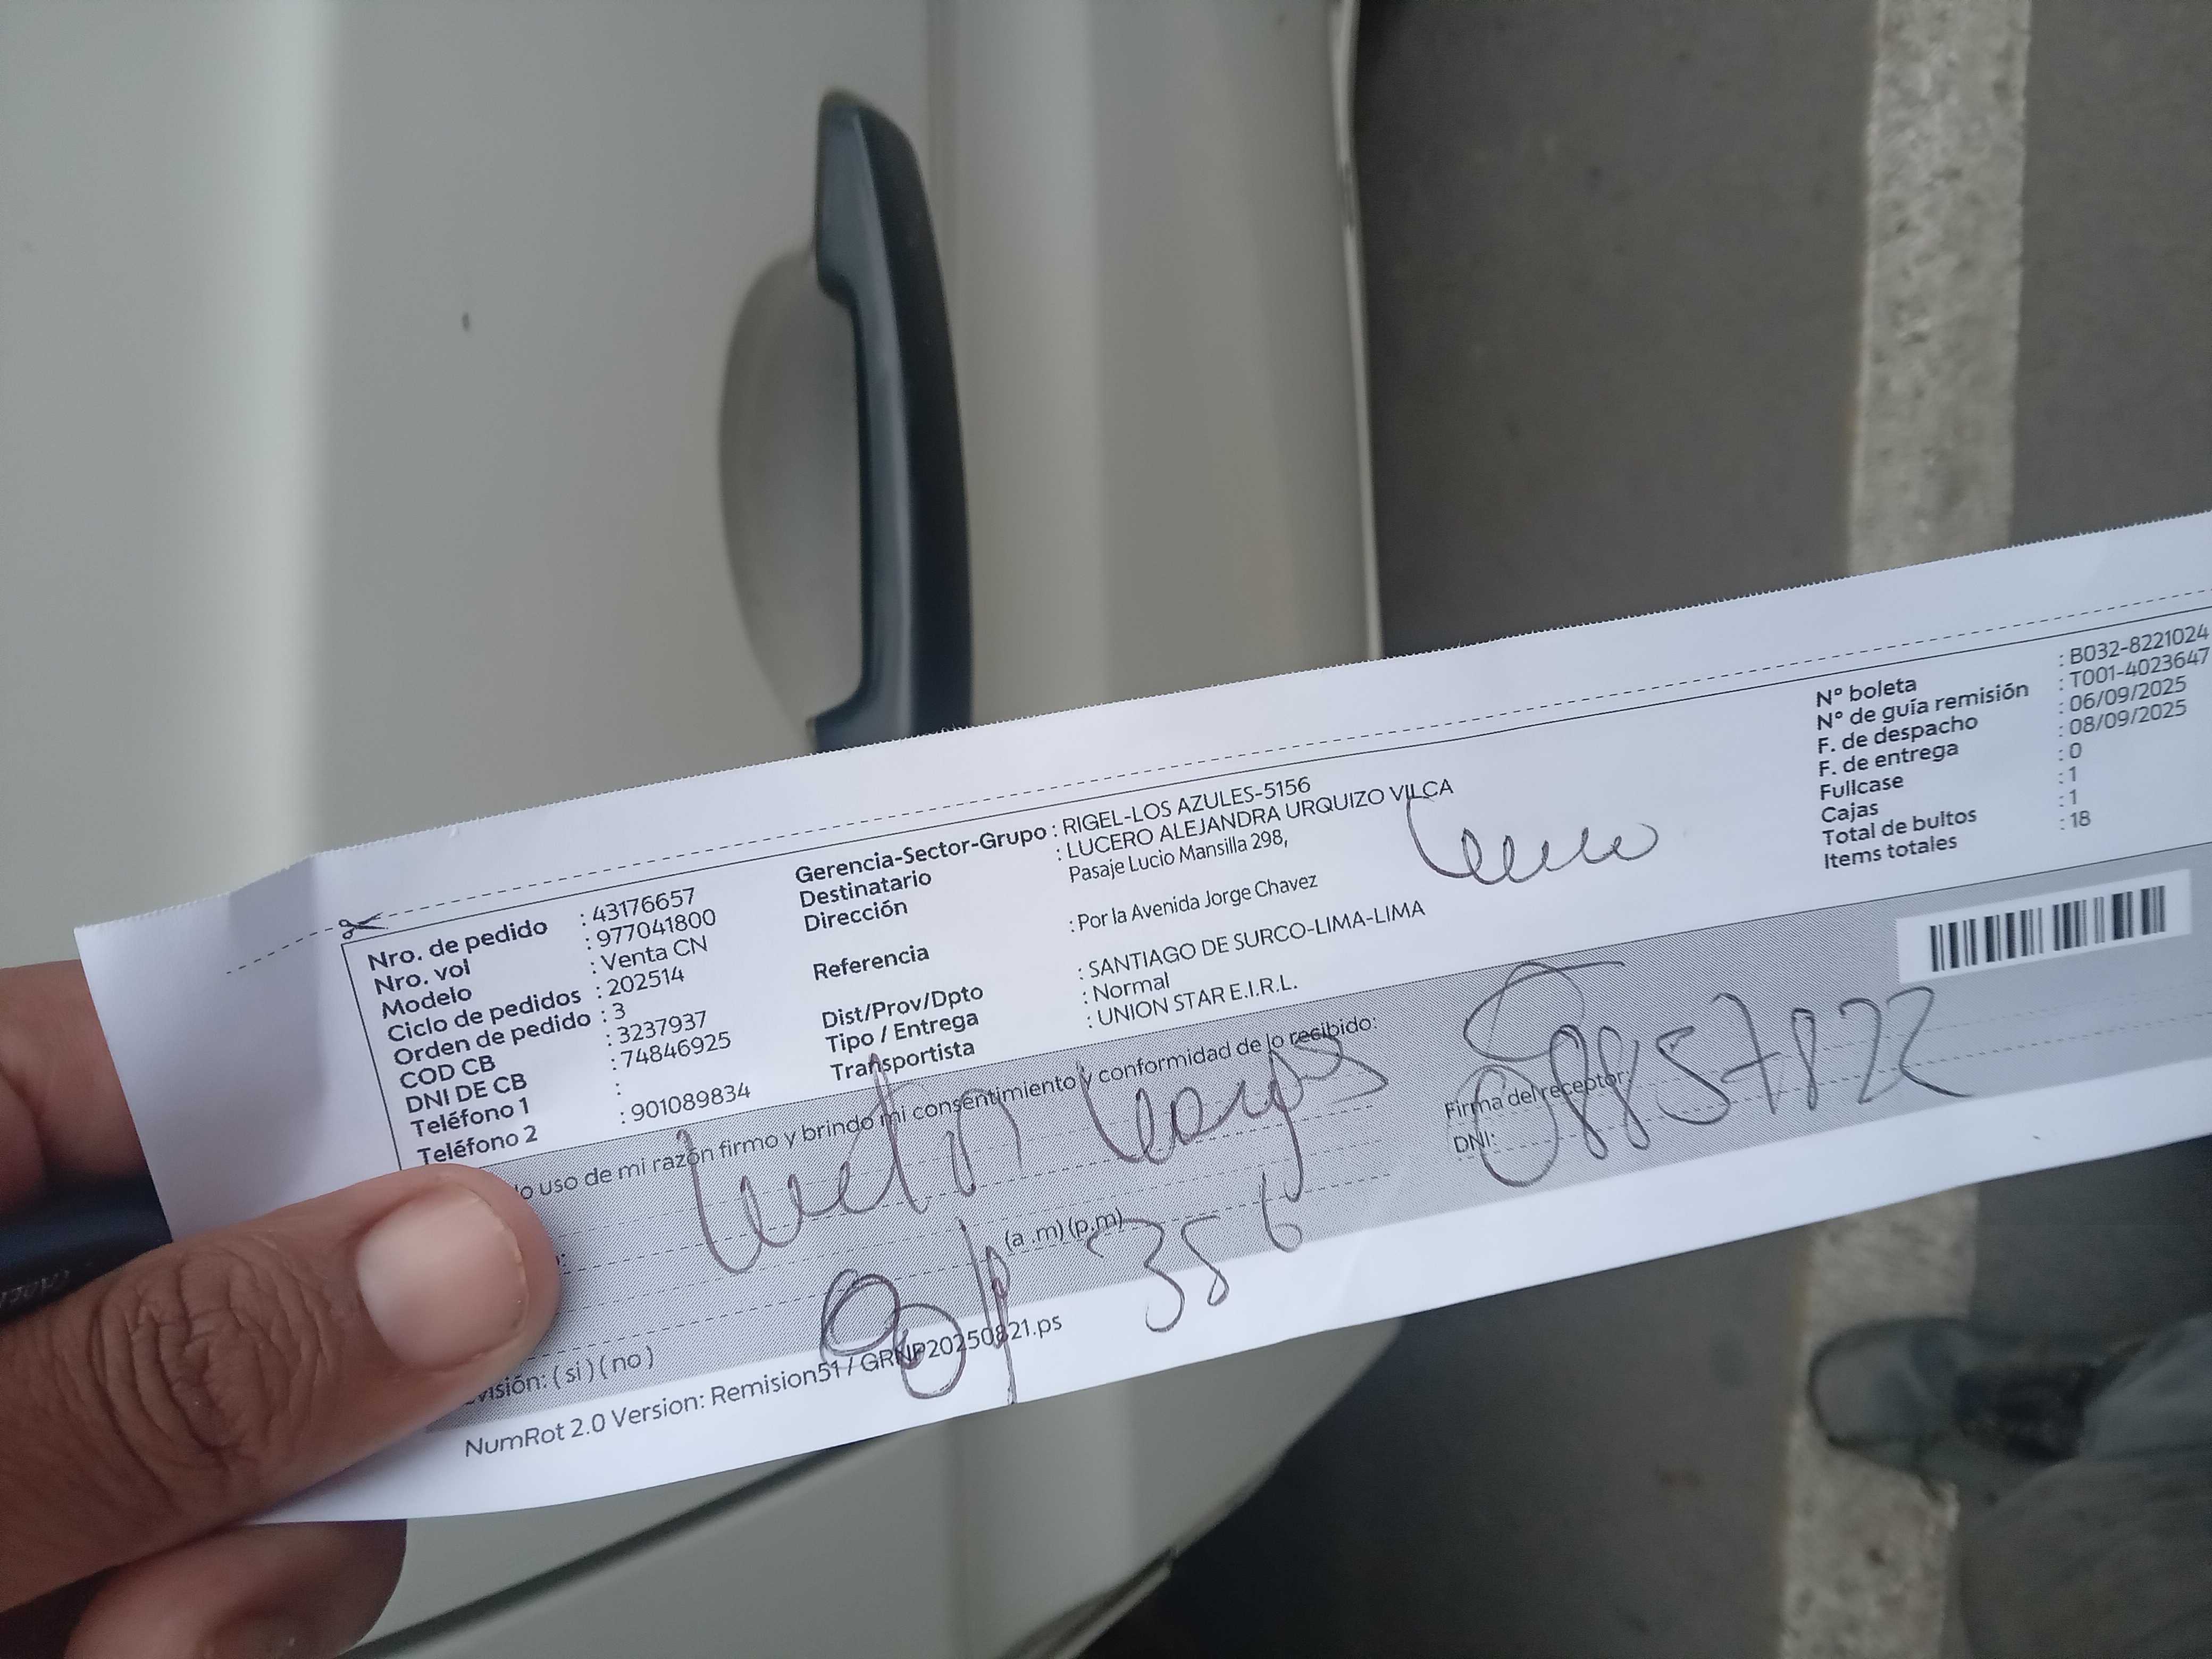 Nro. de pedido : 43176657
Nro. vol : 977041800
Modelo : Venta CN
Ciclo de pedidos : 202514
Orden de pedido : 3
COD CB : 3237937
DNI DE CB : 74846925
Teléfono 1 :
Teléfono 2 : 901089834
Gerencia-Sector-Grupo : RIGEL-LOS AZULES-5156
Destinatario : LUCERO ALEJANDRA URQUIZO VILCA
Dirección Pasaje Lucio Mansilla 298,
Referencia : Por la Avenida Jorge Chavez
Dist/Prov/Dpto : SANTIAGO DE SURCO-LIMA-LIMA
Tipo / Entrega : Normal
Transportista : UNION STAR E.I.R.L.
N° boleta : B032-8221024
N° de guía remisión : T001-4023647
F. de despacho : 06/09/2025
F. de entrega : 08/09/2025
Fullcase : 0
Cajas : 1
Total de bultos : 1
Items totales : 18
lo uso de mi razón firmo y brindo mi consentimiento y conformidad de lo recibido:
Firma del receptor:
DNI: 08857822
(a .m) (p.m)
356
visión: ( si ) ( no )
NumRot 2.0 Version: Remision51 / GRNP20250821.ps